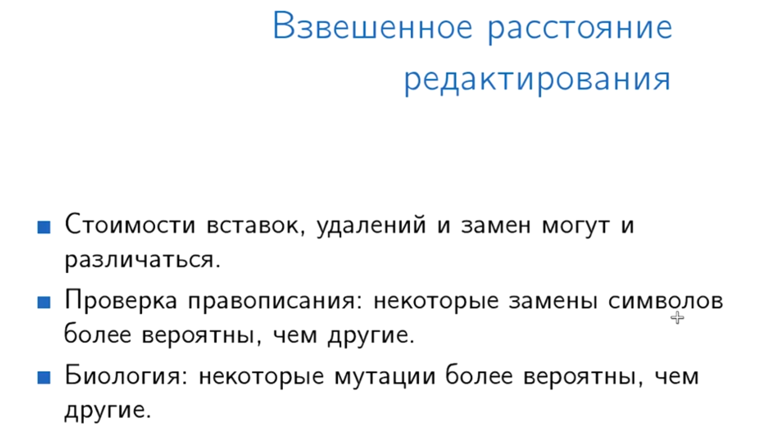 Взвешенное расстояние
редактирования
Стоимости вставок, удалений и замен могут и
различаться.
Проверка правописания: некоторые замены символов
более вероятны, чем другие.
Биология: некоторые мутации более вероятны, чем
другие.